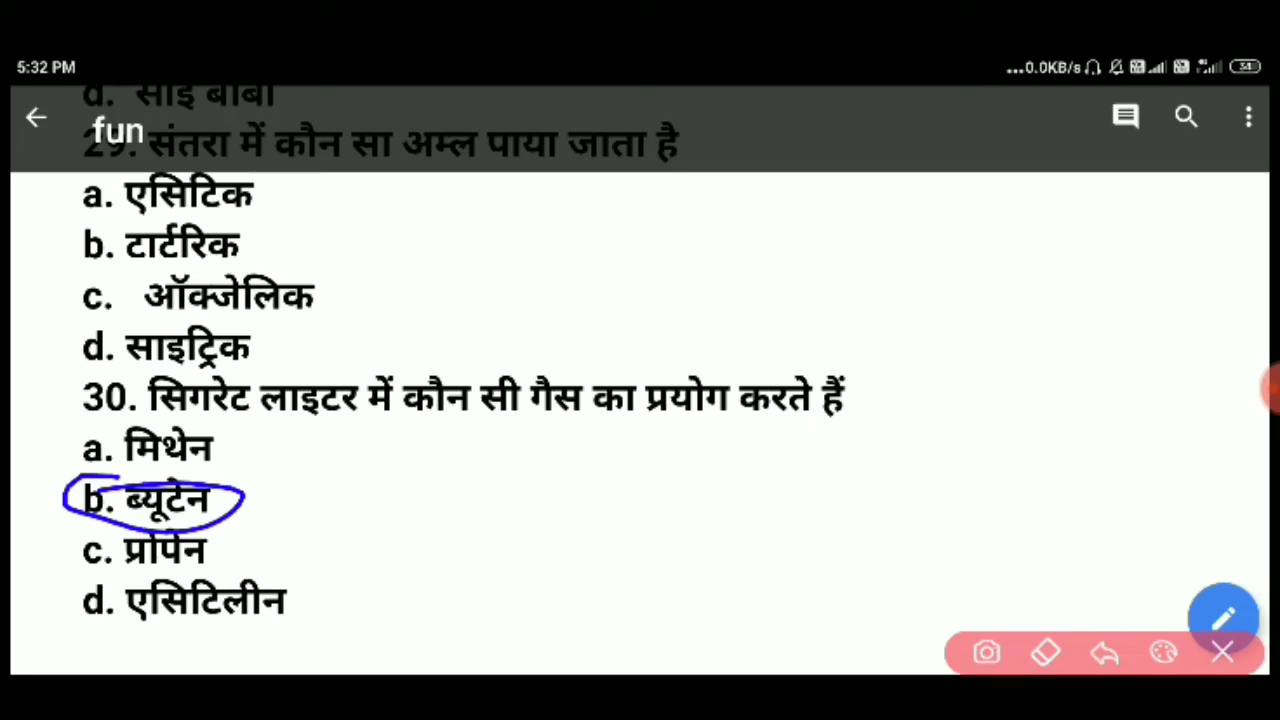 5:32 PM ...0.0KB/s 34
d. साइ बाबा
fun
29. संतरा में कौन सा अम्ल पाया जाता है
a. एसिटिक
b. टार्टरिक
c. ऑक्जेलिक
d. साइट्रिक
30. सिगरेट लाइटर में कौन सी गैस का प्रयोग करते हैं
a. मिथेन
b. ब्यूटेन
c. प्रोपेन
d. एसिटिलीन